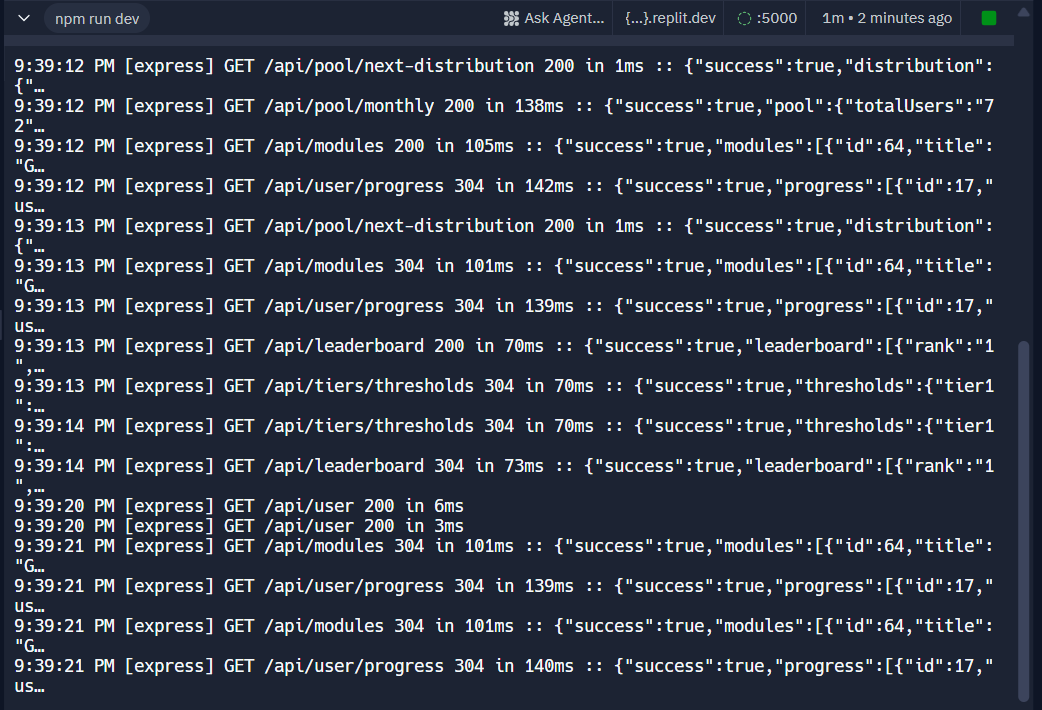 npm run dev Ask Agent... {...}.replit.dev :5000 1m • 2 minutes ago
9:39:12 PM [express] GET /api/pool/next-distribution 200 in 1ms :: {"success":true,"distribution":
{"…
9:39:12 PM [express] GET /api/pool/monthly 200 in 138ms :: {"success":true,"pool":{"totalUsers":"7
2"…
9:39:12 PM [express] GET /api/modules 200 in 105ms :: {"success":true,"modules":[{"id":64,"title":
"G…
9:39:12 PM [express] GET /api/user/progress 304 in 142ms :: {"success":true,"progress":[{"id":17,"
us…
9:39:13 PM [express] GET /api/pool/next-distribution 200 in 1ms :: {"success":true,"distribution":
{"…
9:39:13 PM [express] GET /api/modules 304 in 101ms :: {"success":true,"modules":[{"id":64,"title":
"G…
9:39:13 PM [express] GET /api/user/progress 304 in 139ms :: {"success":true,"progress":[{"id":17,"
us…
9:39:13 PM [express] GET /api/leaderboard 200 in 70ms :: {"success":true,"leaderboard":[{"rank":"1
",…
9:39:13 PM [express] GET /api/tiers/thresholds 304 in 70ms :: {"success":true,"thresholds":{"tier1
":…
9:39:14 PM [express] GET /api/tiers/thresholds 304 in 70ms :: {"success":true,"thresholds":{"tier1
":…
9:39:14 PM [express] GET /api/leaderboard 304 in 73ms :: {"success":true,"leaderboard":[{"rank":"1
",…
9:39:20 PM [express] GET /api/user 200 in 6ms
9:39:20 PM [express] GET /api/user 200 in 3ms
9:39:21 PM [express] GET /api/modules 304 in 101ms :: {"success":true,"modules":[{"id":64,"title":
"G…
9:39:21 PM [express] GET /api/user/progress 304 in 139ms :: {"success":true,"progress":[{"id":17,"
us…
9:39:21 PM [express] GET /api/modules 304 in 101ms :: {"success":true,"modules":[{"id":64,"title":
"G…
9:39:21 PM [express] GET /api/user/progress 304 in 140ms :: {"success":true,"progress":[{"id":17,"
us…